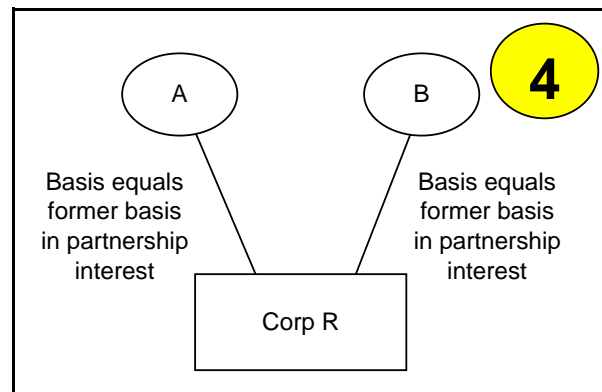 A
B
4
Basis equals
former basis
in partnership
interest
Basis equals
former basis
in partnership
interest
Corp R